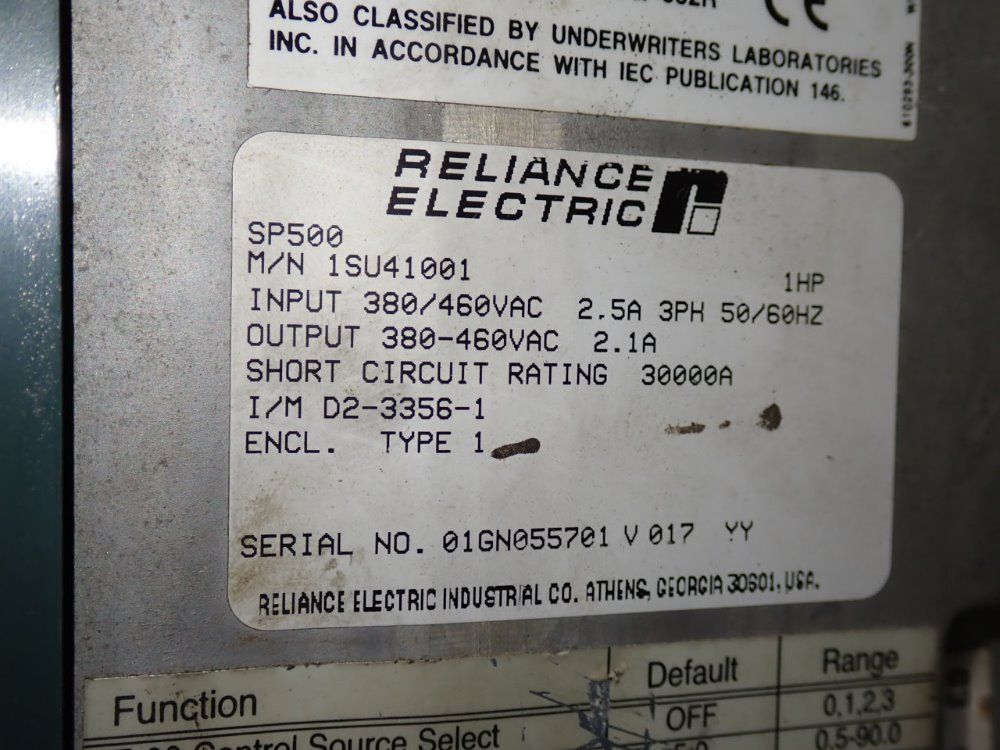 ALSO CLASSIFIED BY UNDERWRITERS LABORATORIES
INC. IN ACCORDANCE WITH IEC PUBLICATION 146.
CE
RELIANCE
ELECTRIC
SP500
M/N 1SU41001 1HP
INPUT 380/460VAC 2.5A 3PH 50/60HZ
OUTPUT 380-460VAC 2.1A
SHORT CIRCUIT RATING 30000A
I/M D2-3356-1
ENCL. TYPE 1
SERIAL NO. 01GN055701 V 017 YY
RELIANCE ELECTRIC INDUSTRIAL CO. ATHENS, GEORGIA 30601, USA.
Function Default Range
OFF 0,1,2,3
Control Source Select 0.5-90.0